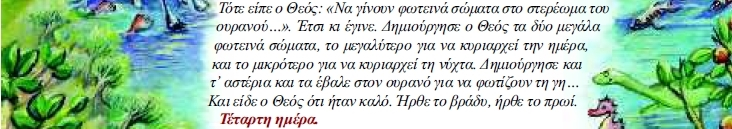 Τότε είπε ο Θεός: «Να γίνουν φωτεινά σώματα στο στερέωμα του
ουρανού…». Έτσι κι έγινε. Δημιούργησε ο Θεός τα δύο μεγάλα
φωτεινά σώματα, το μεγαλύτερο για να κυριαρχεί την ημέρα,
και το μικρότερο για να κυριαρχεί τη νύχτα. Δημιούργησε και
τ’ αστέρια και τα έβαλε στον ουρανό για να φωτίζουν τη γη…
Και είδε ο Θεός ότι ήταν καλό. Ήρθε το βράδυ, ήρθε το πρωί.
Τέταρτη ημέρα.